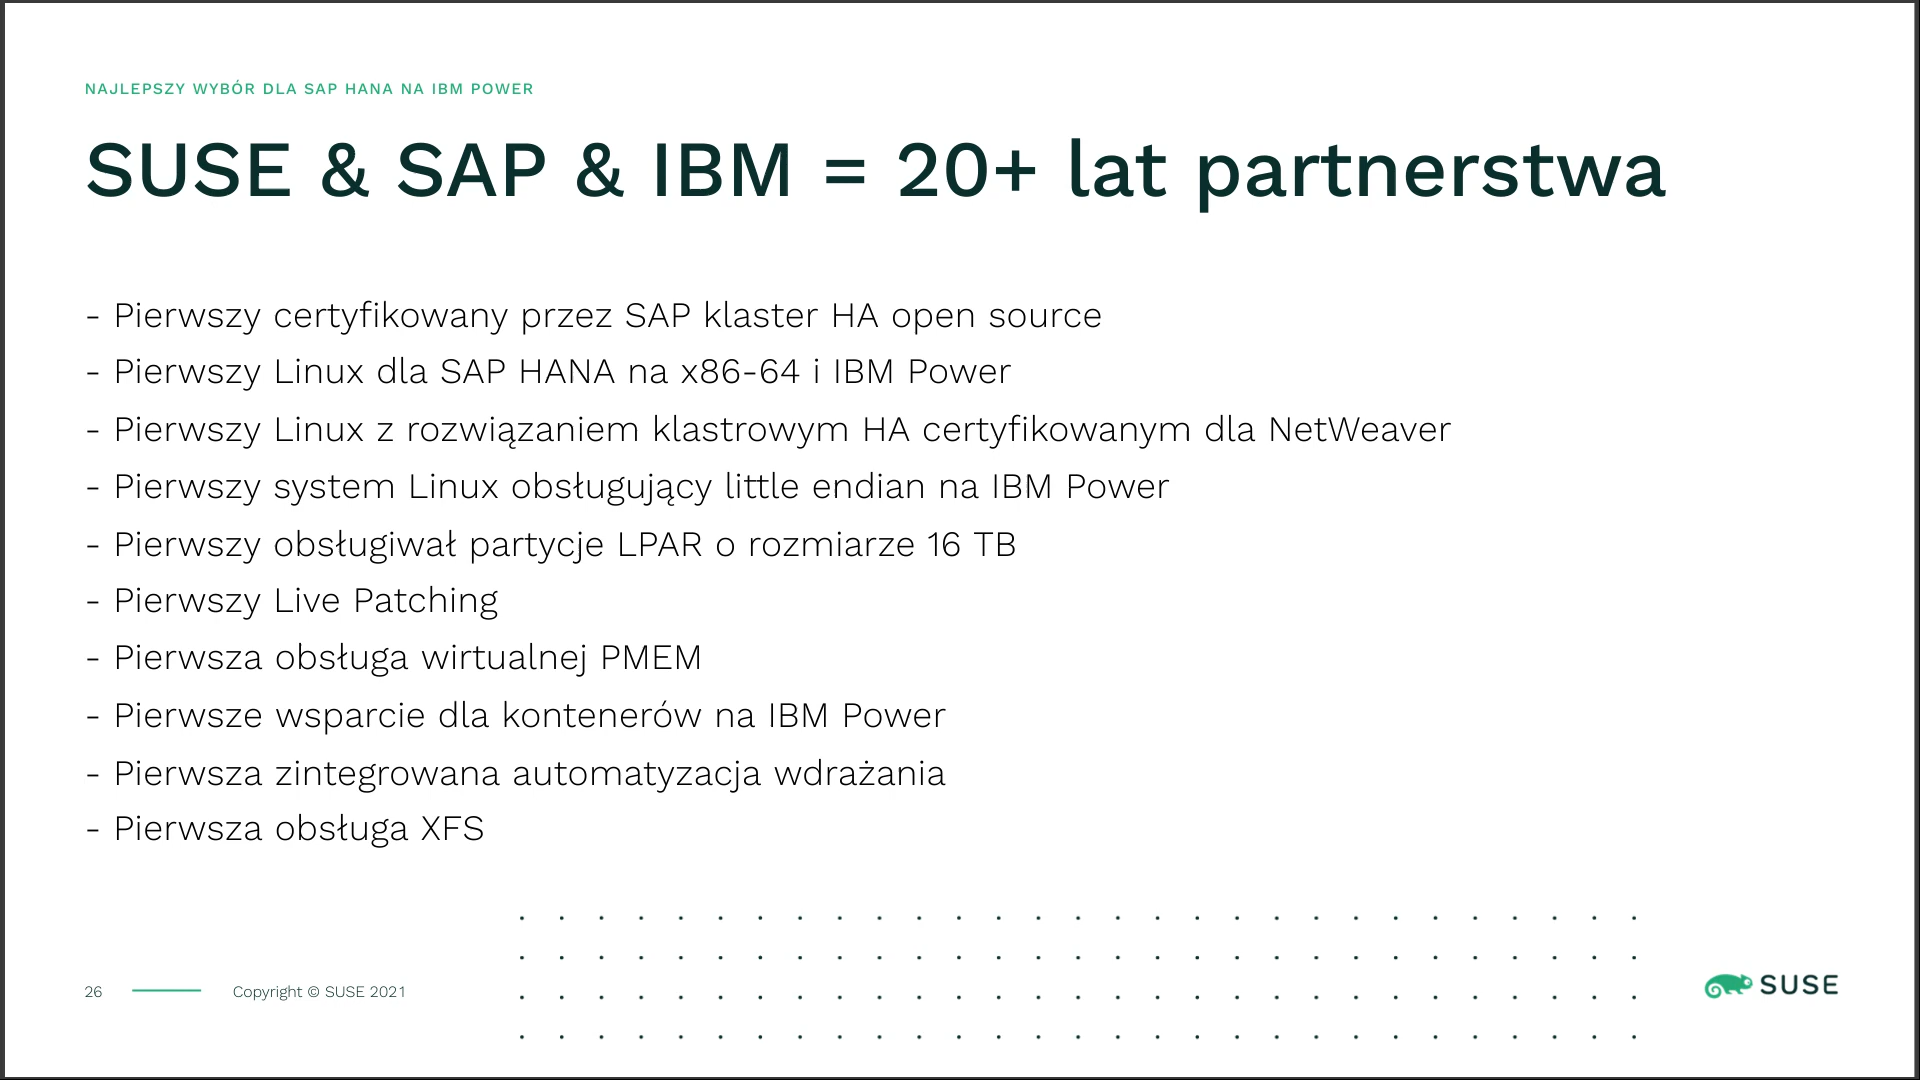 NAJLEPSZY WYBÓR DLA SAP HANA NA IBM POWER
SUSE & SAP & IBM = 20+ lat partnerstwa
- Pierwszy certyfikowany przez SAP klaster HA open source
- Pierwszy Linux dla SAP HANA na x86-64 i IBM Power
- Pierwszy Linux z rozwiązaniem klastrowym HA certyfikowanym dla NetWeaver
- Pierwszy system Linux obsługujący little endian na IBM Power
- Pierwszy obsługiwał partycje LPAR o rozmiarze 16 TB
- Pierwszy Live Patching
- Pierwsza obsługa wirtualnej PMEM
- Pierwsze wsparcie dla kontenerów na IBM Power
- Pierwsza zintegrowana automatyzacja wdrażania
- Pierwsza obsługa XFS
26 Copyright © SUSE 2021
SUSE